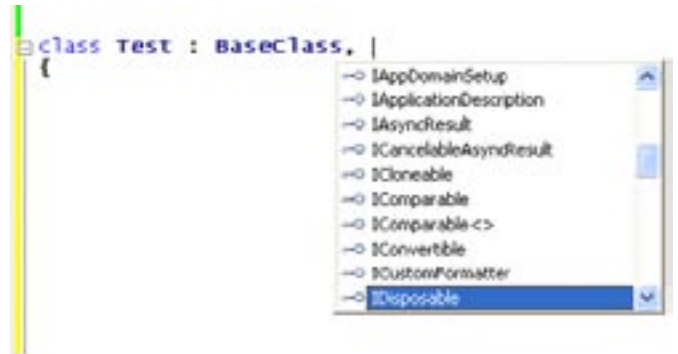 class Test : BaseClass,
{
IAppDomainSetup
IApplicationDescription
IAsyncResult
ICancelableAsyncResult
ICloneable
IComparable
IComparable<>
IConvertible
ICustomFormatter
IDisposable